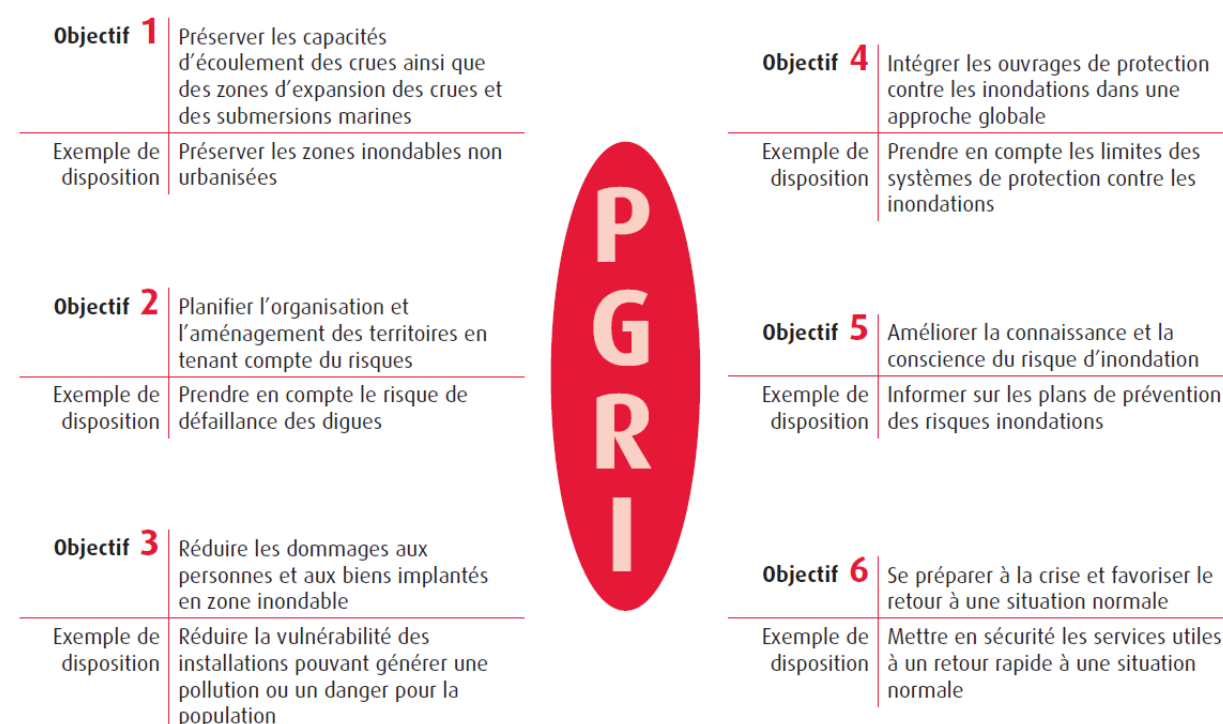 Objectif 1 Préserver les capacités
d'écoulement des crues ainsi que
des zones d'expansion des crues et
des submersions marines
Exemple de Préserver les zones inondables non
disposition urbanisées
Objectif 2 Planifier l'organisation et
l'aménagement des territoires en
tenant compte du risques
Exemple de Prendre en compte le risque de
disposition défaillance des digues
Objectif 3 Réduire les dommages aux
personnes et aux biens implantés
en zone inondable
Exemple de Réduire la vulnérabilité des
disposition installations pouvant générer une
pollution ou un danger pour la
population
P
G
R
I
Objectif 4 Intégrer les ouvrages de protection
contre les inondations dans une
approche globale
Exemple de Prendre en compte les limites des
disposition systèmes de protection contre les
inondations
Objectif 5 Améliorer la connaissance et la
conscience du risque d'inondation
Exemple de Informer sur les plans de prévention
disposition des risques inondations
Objectif 6 Se préparer à la crise et favoriser le
retour à une situation normale
Exemple de Mettre en sécurité les services utiles
disposition à un retour rapide à une situation
normale